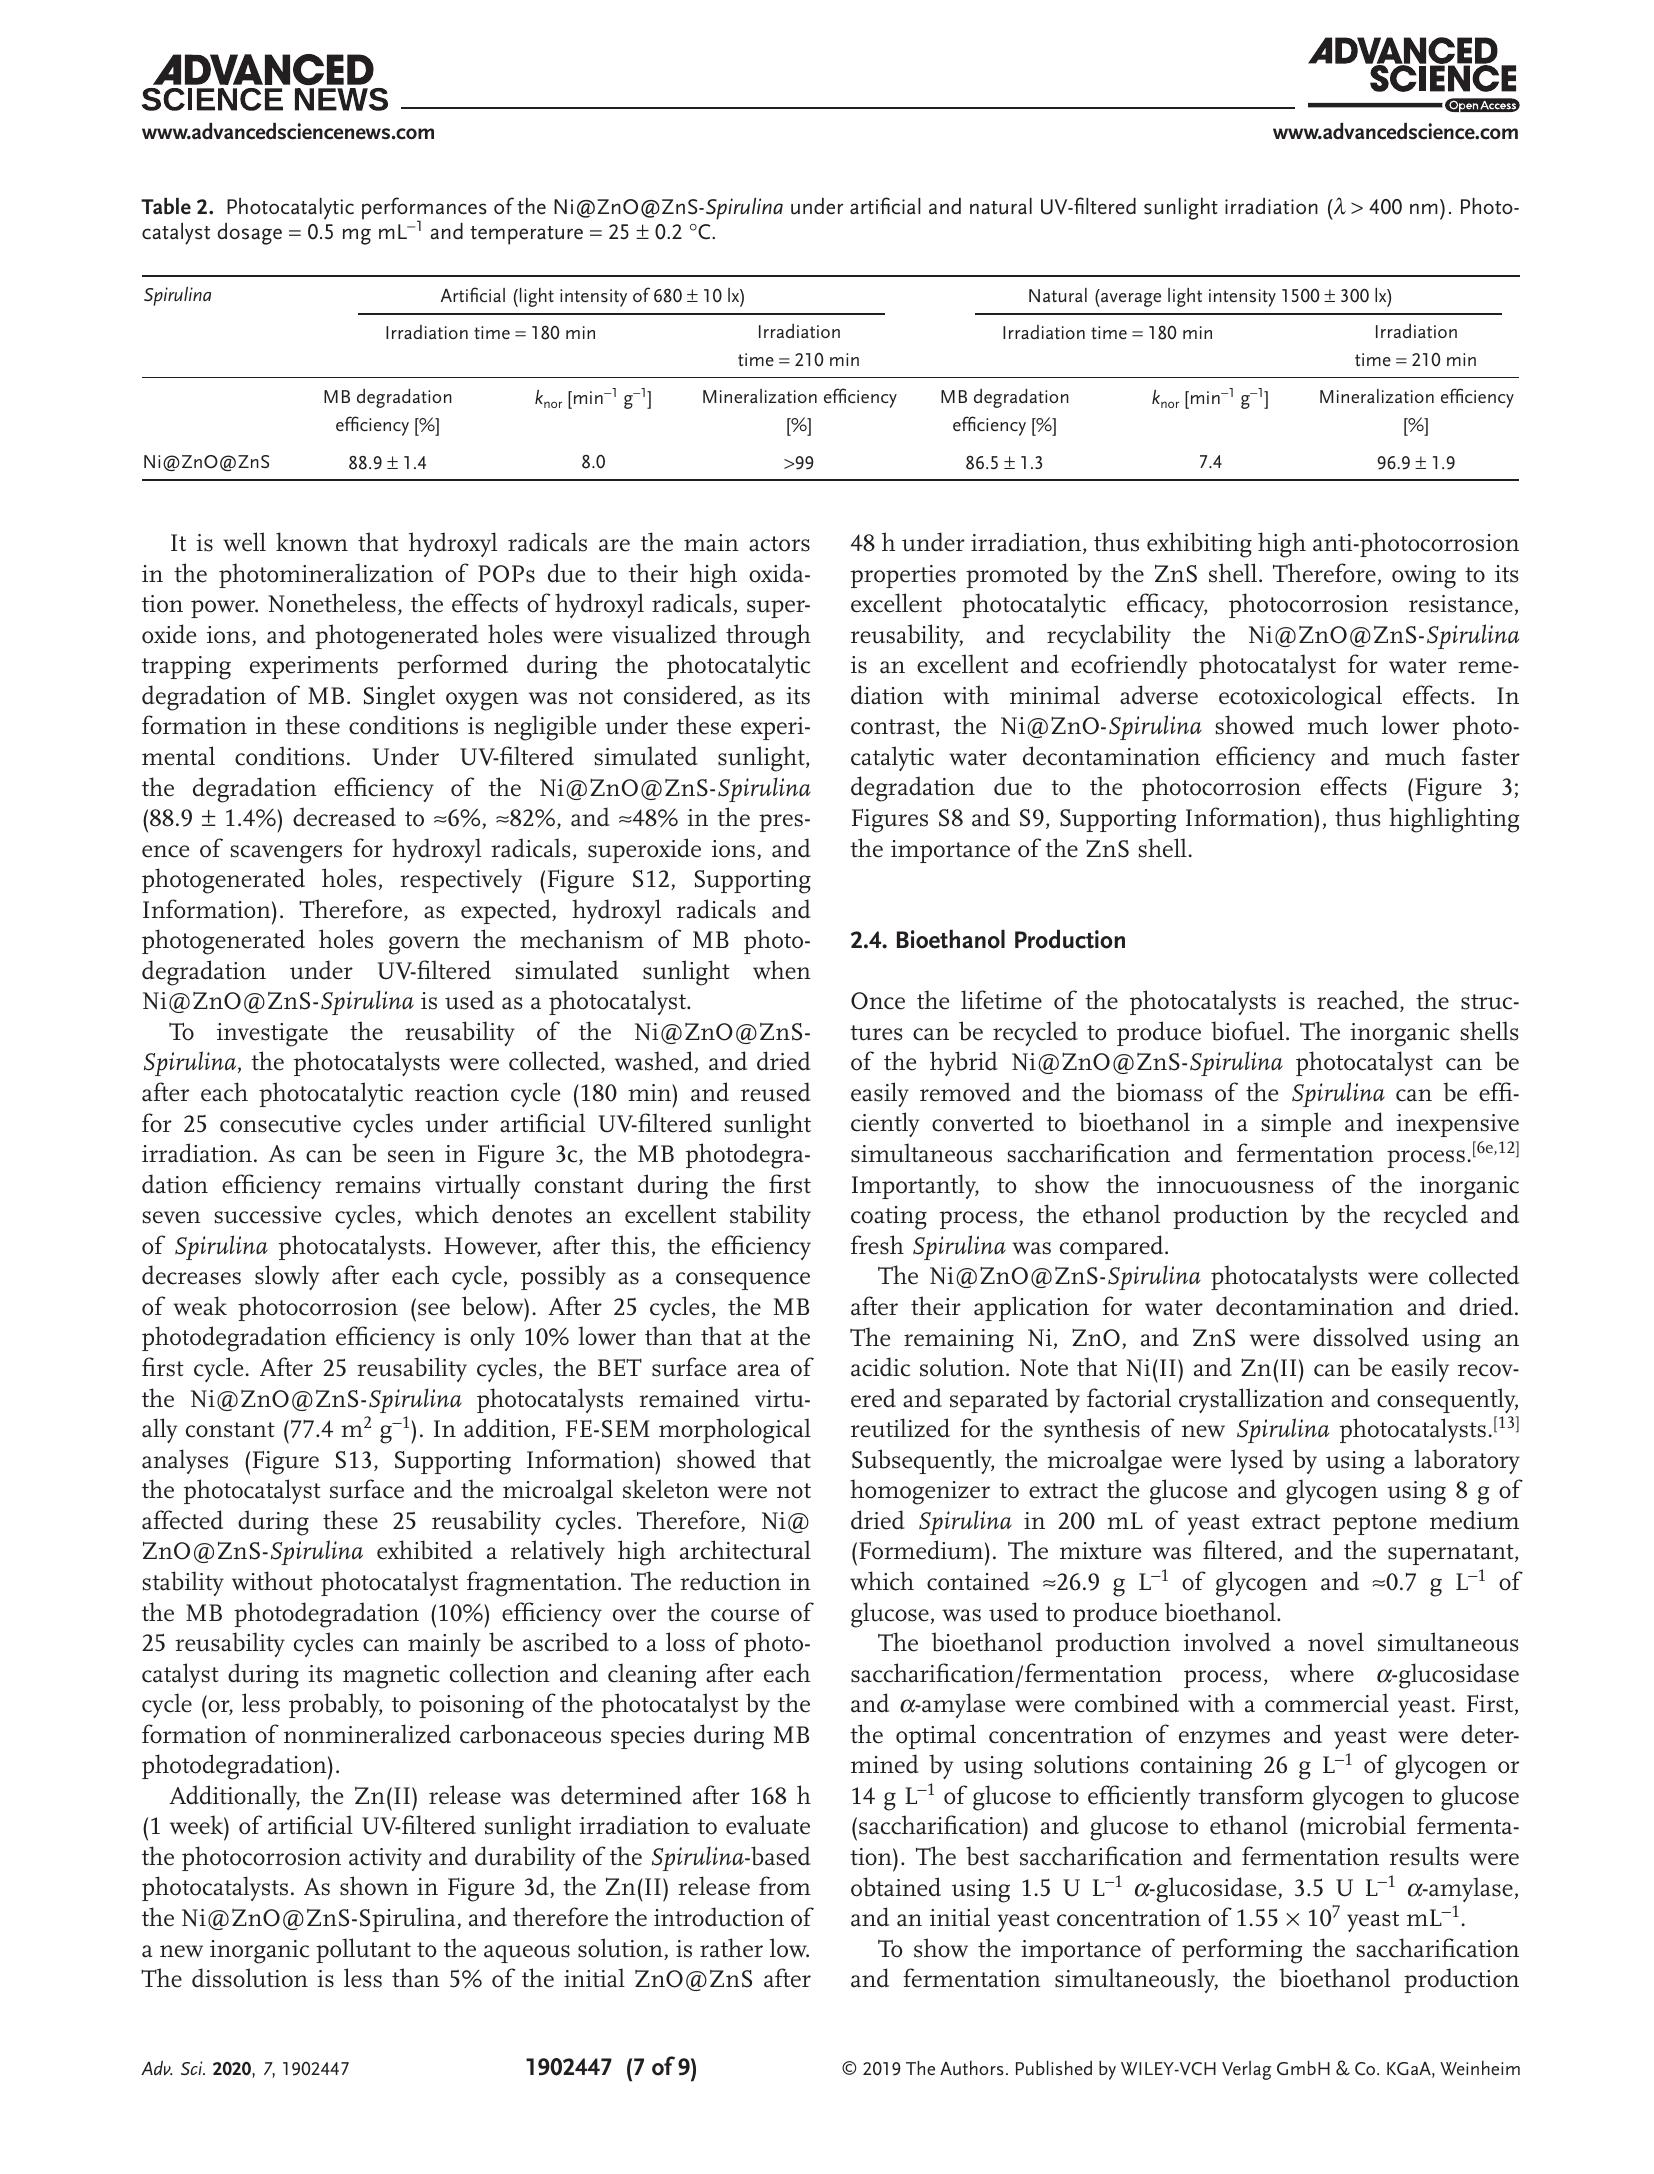 ADVANCED
SCIENCE NEWS
www.advancedsciencenews.com
ADVANCED
SCIENCE
Open Access
www.advancedscience.com
Table 2. Photocatalytic performances of the Ni@ZnO@ZnS-Spirulina under artificial and natural UV-filtered sunlight irradiation (λ > 400 nm). Photo-
catalyst dosage = 0.5 mg mL⁻¹ and temperature = 25 ± 0.2 °C.
Spirulina Artificial (light intensity of 680 ± 10 lx) Natural (average light intensity 1500 ± 300 lx)
Irradiation time = 180 min Irradiation Irradiation time = 180 min Irradiation
time = 210 min time = 210 min
MB degradation k_nor [min⁻¹ g⁻¹] Mineralization efficiency MB degradation k_nor [min⁻¹ g⁻¹] Mineralization efficiency
efficiency [%] [%] efficiency [%] [%]
Ni@ZnO@ZnS 88.9 ± 1.4 8.0 >99 86.5 ± 1.3 7.4 96.9 ± 1.9
It is well known that hydroxyl radicals are the main actors
in the photomineralization of POPs due to their high oxida-
tion power. Nonetheless, the effects of hydroxyl radicals, super-
oxide ions, and photogenerated holes were visualized through
trapping experiments performed during the photocatalytic
degradation of MB. Singlet oxygen was not considered, as its
formation in these conditions is negligible under these experi-
mental conditions. Under UV-filtered simulated sunlight,
the degradation efficiency of the Ni@ZnO@ZnS-Spirulina
(88.9 ± 1.4%) decreased to ≈6%, ≈82%, and ≈48% in the pres-
ence of scavengers for hydroxyl radicals, superoxide ions, and
photogenerated holes, respectively (Figure S12, Supporting
Information). Therefore, as expected, hydroxyl radicals and
photogenerated holes govern the mechanism of MB photo-
degradation under UV-filtered simulated sunlight when
Ni@ZnO@ZnS-Spirulina is used as a photocatalyst.
To investigate the reusability of the Ni@ZnO@ZnS-
Spirulina, the photocatalysts were collected, washed, and dried
after each photocatalytic reaction cycle (180 min) and reused
for 25 consecutive cycles under artificial UV-filtered sunlight
irradiation. As can be seen in Figure 3c, the MB photodegra-
dation efficiency remains virtually constant during the first
seven successive cycles, which denotes an excellent stability
of Spirulina photocatalysts. However, after this, the efficiency
decreases slowly after each cycle, possibly as a consequence
of weak photocorrosion (see below). After 25 cycles, the MB
photodegradation efficiency is only 10% lower than that at the
first cycle. After 25 reusability cycles, the BET surface area of
the Ni@ZnO@ZnS-Spirulina photocatalysts remained virtu-
ally constant (77.4 m² g⁻¹). In addition, FE-SEM morphological
analyses (Figure S13, Supporting Information) showed that
the photocatalyst surface and the microalgal skeleton were not
affected during these 25 reusability cycles. Therefore, Ni@
ZnO@ZnS-Spirulina exhibited a relatively high architectural
stability without photocatalyst fragmentation. The reduction in
the MB photodegradation (10%) efficiency over the course of
25 reusability cycles can mainly be ascribed to a loss of photo-
catalyst during its magnetic collection and cleaning after each
cycle (or, less probably, to poisoning of the photocatalyst by the
formation of nonmineralized carbonaceous species during MB
photodegradation).
Additionally, the Zn(II) release was determined after 168 h
(1 week) of artificial UV-filtered sunlight irradiation to evaluate
the photocorrosion activity and durability of the Spirulina-based
photocatalysts. As shown in Figure 3d, the Zn(II) release from
the Ni@ZnO@ZnS-Spirulina, and therefore the introduction of
a new inorganic pollutant to the aqueous solution, is rather low.
The dissolution is less than 5% of the initial ZnO@ZnS after
48 h under irradiation, thus exhibiting high anti-photocorrosion
properties promoted by the ZnS shell. Therefore, owing to its
excellent photocatalytic efficacy, photocorrosion resistance,
reusability, and recyclability the Ni@ZnO@ZnS-Spirulina
is an excellent and ecofriendly photocatalyst for water reme-
diation with minimal adverse ecotoxicological effects. In
contrast, the Ni@ZnO-Spirulina showed much lower photo-
catalytic water decontamination efficiency and much faster
degradation due to the photocorrosion effects (Figure 3;
Figures S8 and S9, Supporting Information), thus highlighting
the importance of the ZnS shell.
2.4. Bioethanol Production
Once the lifetime of the photocatalysts is reached, the struc-
tures can be recycled to produce biofuel. The inorganic shells
of the hybrid Ni@ZnO@ZnS-Spirulina photocatalyst can be
easily removed and the biomass of the Spirulina can be effi-
ciently converted to bioethanol in a simple and inexpensive
simultaneous saccharification and fermentation process.[6e,12]
Importantly, to show the innocuousness of the inorganic
coating process, the ethanol production by the recycled and
fresh Spirulina was compared.
The Ni@ZnO@ZnS-Spirulina photocatalysts were collected
after their application for water decontamination and dried.
The remaining Ni, ZnO, and ZnS were dissolved using an
acidic solution. Note that Ni(II) and Zn(II) can be easily recov-
ered and separated by factorial crystallization and consequently,
reutilized for the synthesis of new Spirulina photocatalysts.[13]
Subsequently, the microalgae were lysed by using a laboratory
homogenizer to extract the glucose and glycogen using 8 g of
dried Spirulina in 200 mL of yeast extract peptone medium
(Formedium). The mixture was filtered, and the supernatant,
which contained ≈26.9 g L⁻¹ of glycogen and ≈0.7 g L⁻¹ of
glucose, was used to produce bioethanol.
The bioethanol production involved a novel simultaneous
saccharification/fermentation process, where α-glucosidase
and α-amylase were combined with a commercial yeast. First,
the optimal concentration of enzymes and yeast were deter-
mined by using solutions containing 26 g L⁻¹ of glycogen or
14 g L⁻¹ of glucose to efficiently transform glycogen to glucose
(saccharification) and glucose to ethanol (microbial fermenta-
tion). The best saccharification and fermentation results were
obtained using 1.5 U L⁻¹ α-glucosidase, 3.5 U L⁻¹ α-amylase,
and an initial yeast concentration of 1.55 × 10⁷ yeast mL⁻¹.
To show the importance of performing the saccharification
and fermentation simultaneously, the bioethanol production
Adv. Sci. 2020, 7, 1902447 1902447 (7 of 9) © 2019 The Authors. Published by WILEY-VCH Verlag GmbH & Co. KGaA, Weinheim